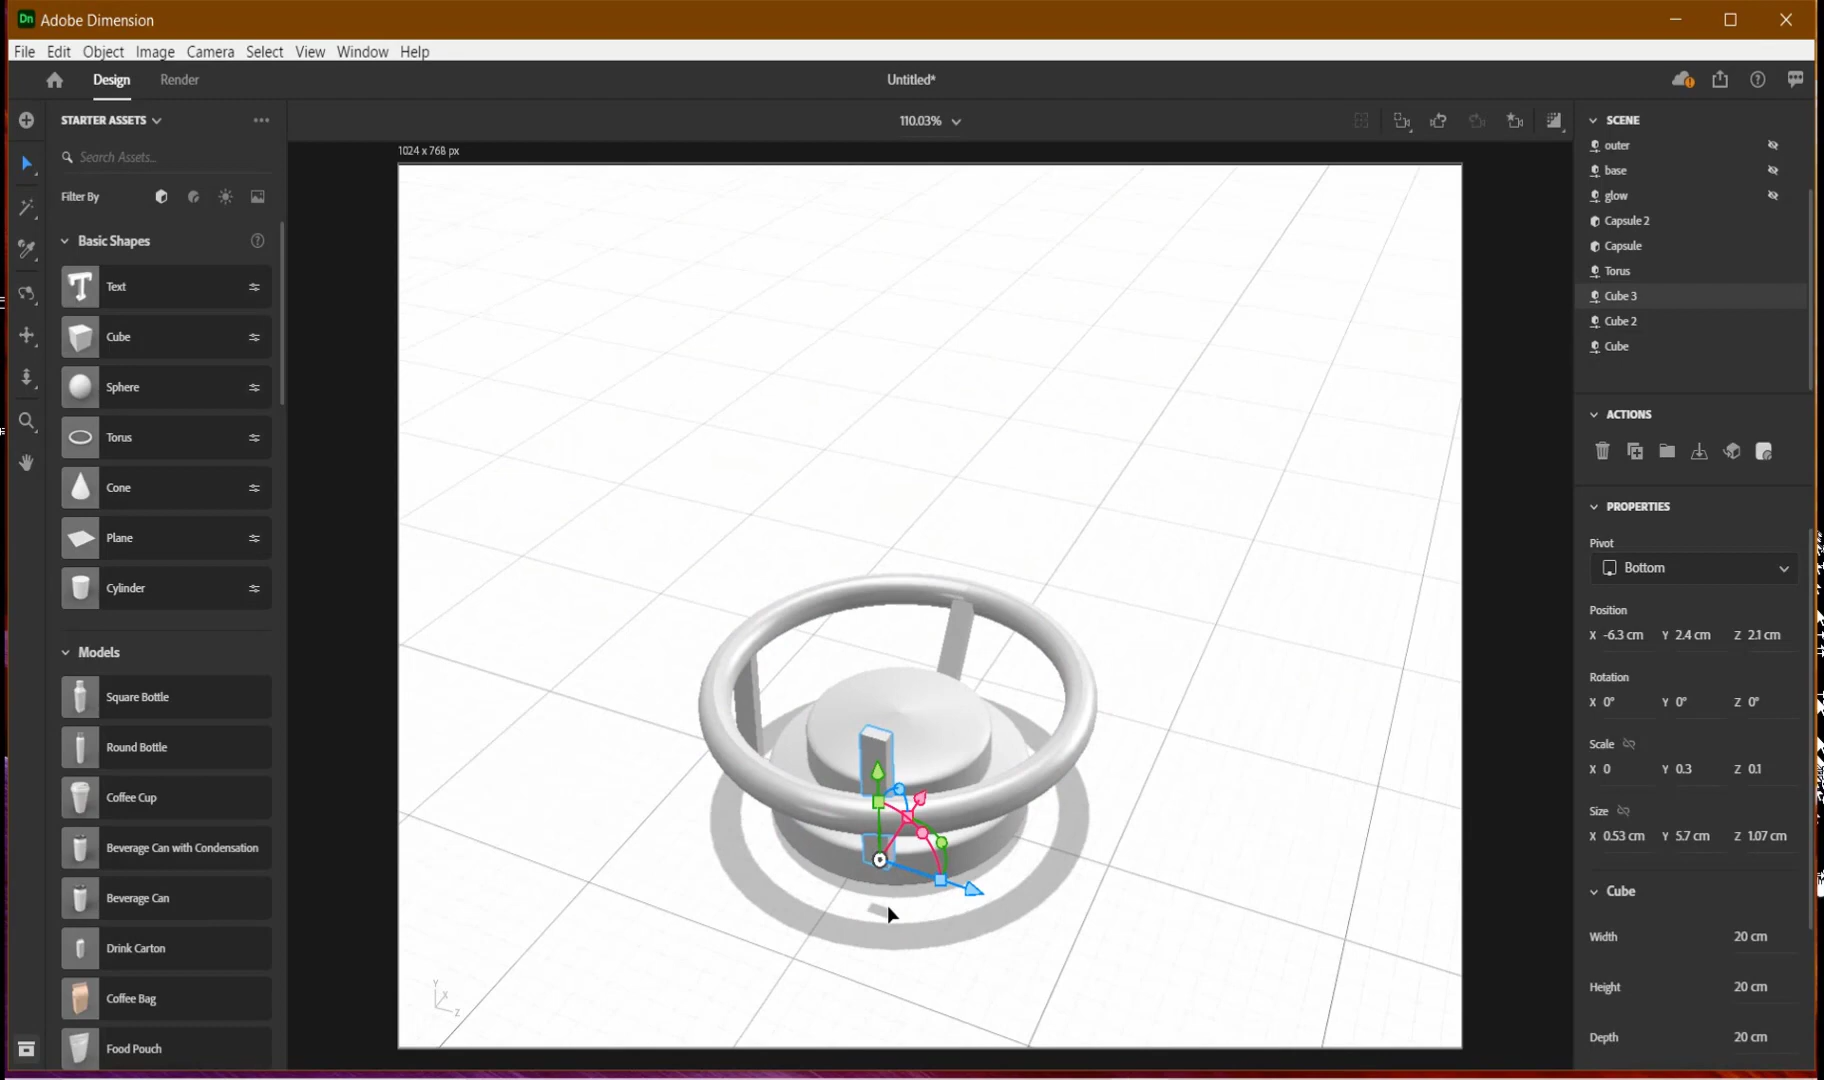 Dn Adobe Dimension
File Edit Object Image Camera Select View Window Help
Design Render Untitled*
STARTER ASSETS
Search Assets...
Filter By
Basic Shapes
Text
Cube
Sphere
Torus
Cone
Plane
Cylinder
Models
Square Bottle
Round Bottle
Coffee Cup
Beverage Can with Condensation
Beverage Can
Drink Carton
Coffee Bag
Food Pouch
110.03%
1024 x 768 px
Y
X
Z
SCENE
outer
base
glow
Capsule 2
Capsule
Torus
Cube 3
Cube 2
Cube
ACTIONS
PROPERTIES
Pivot
Bottom
Position
X -6.3 cm Y 2.4 cm Z 2.1 cm
Rotation
X 0° Y 0° Z 0°
Scale
X 0 Y 0.3 Z 0.1
Size
X 0.53 cm Y 5.7 cm Z 1.07 cm
Cube
Width 20 cm
Height 20 cm
Depth 20 cm